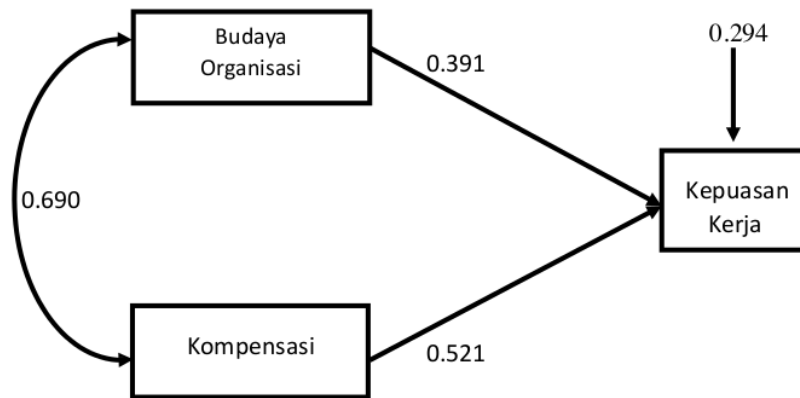 Budaya
Organisasi
0.294
0.391
Kepuasan
Kerja
0.690
Kompensasi
0.521